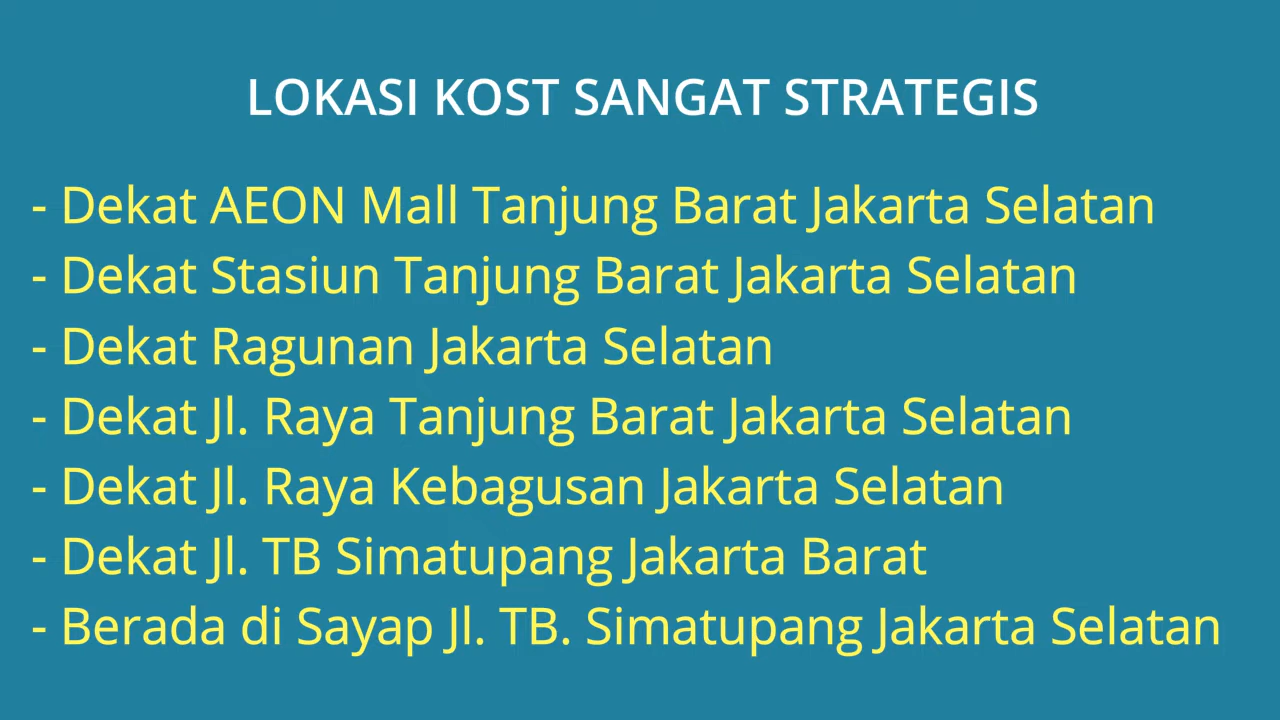 LOKASI KOST SANGAT STRATEGIS
- Dekat AEON Mall Tanjung Barat Jakarta Selatan
- Dekat Stasiun Tanjung Barat Jakarta Selatan
- Dekat Ragunan Jakarta Selatan
- Dekat Jl. Raya Tanjung Barat Jakarta Selatan
- Dekat Jl. Raya Kebagusan Jakarta Selatan
- Dekat Jl. TB Simatupang Jakarta Barat
- Berada di Sayap Jl. TB. Simatupang Jakarta Selatan